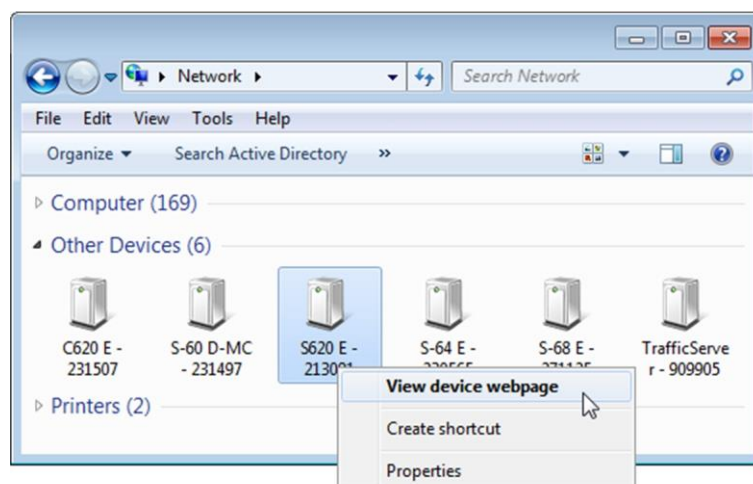 Network
Search Network
File Edit View Tools Help
Organize Search Active Directory »
Computer (169)
Other Devices (6)
C620 E - 231507
S-60 D-MC - 231497
S620 E -
S-64 E -
S-68 E -
TrafficServer - 909905
View device webpage
Printers (2)
Create shortcut
Properties